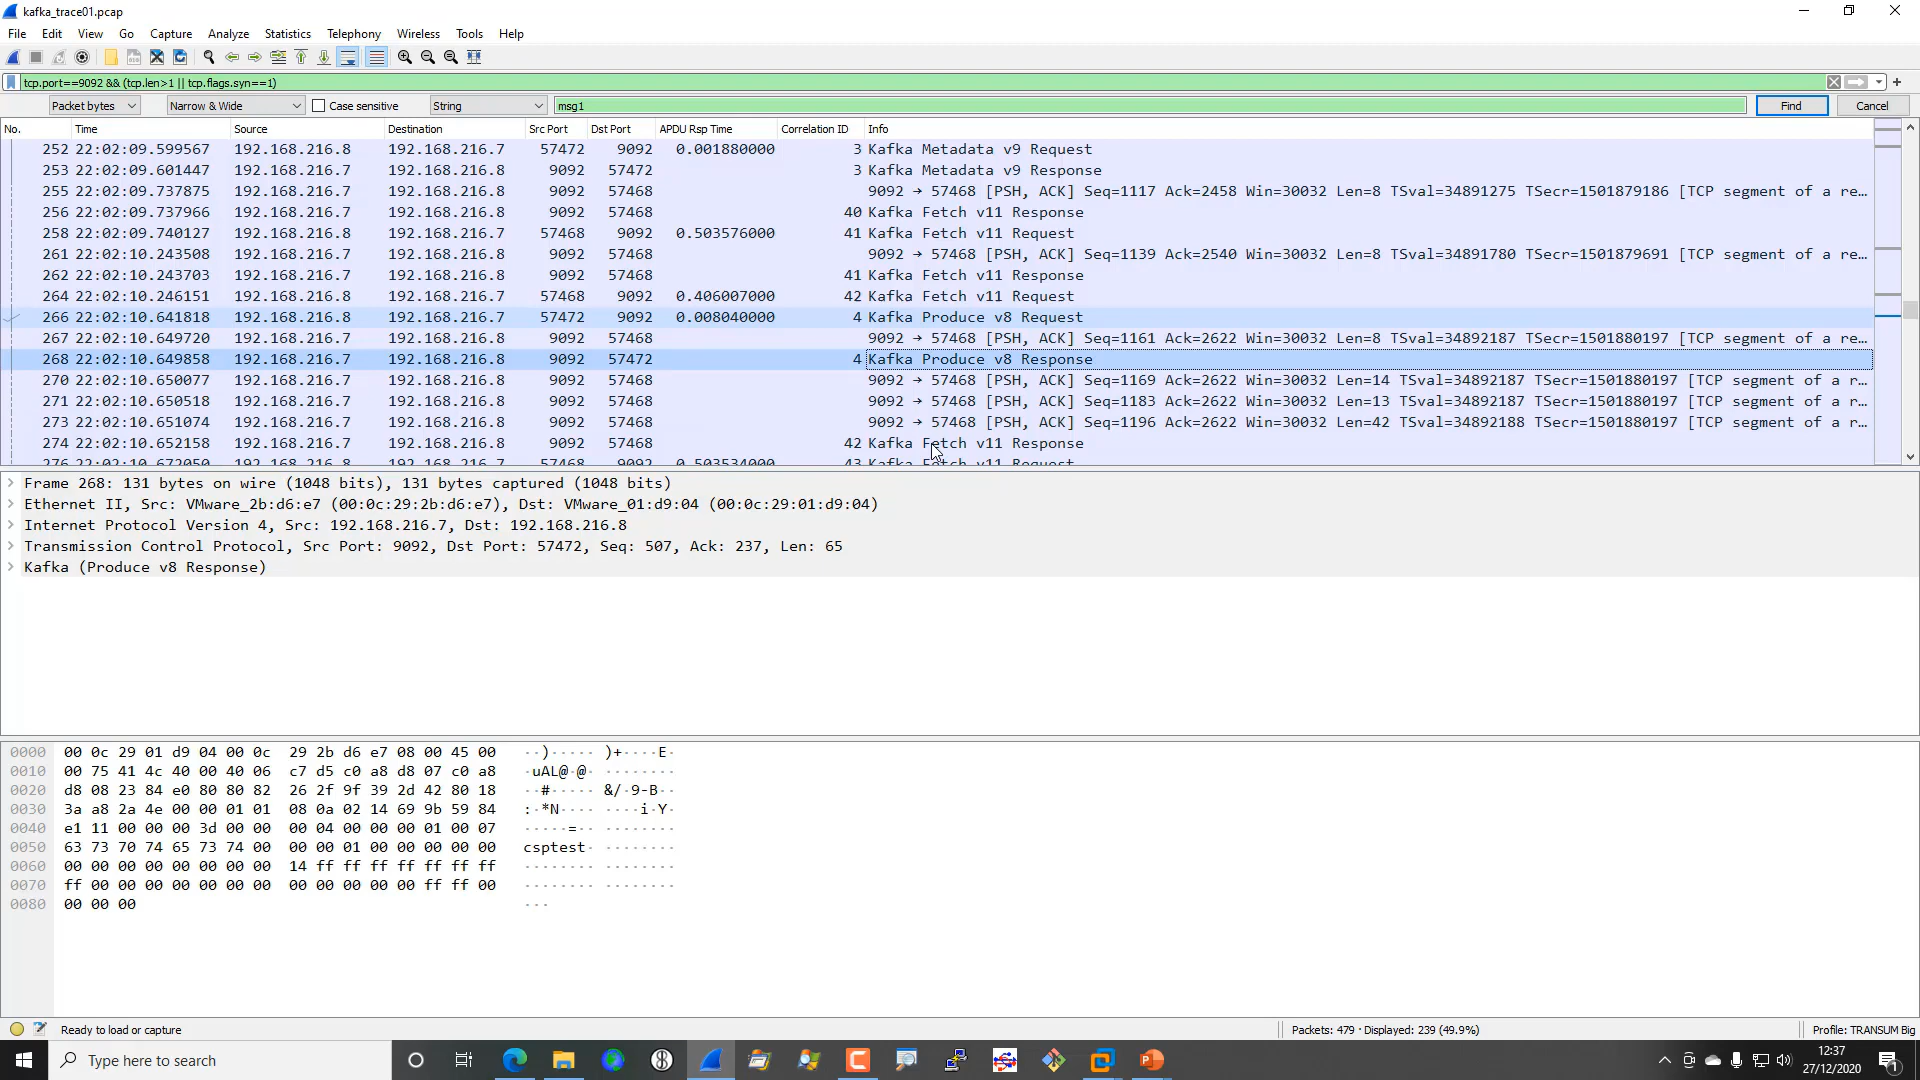 kafka_trace01.pcap
File Edit View Go Capture Analyze Statistics Telephony Wireless Tools Help
tcp.port==9092 && (tcp.len>1 || tcp.flags.syn==1)
Packet bytes Narrow & Wide Case sensitive String msg1 Find Cancel
No. Time Source Destination Src Port Dst Port APDU Rsp Time Correlation ID Info
252 22:02:09.599567 192.168.216.8 192.168.216.7 57472 9092 0.001880000 3 Kafka Metadata v9 Request
253 22:02:09.601447 192.168.216.7 192.168.216.8 9092 57472 3 Kafka Metadata v9 Response
255 22:02:09.737875 192.168.216.7 192.168.216.8 9092 57468 9092 → 57468 [PSH, ACK] Seq=1117 Ack=2458 Win=30032 Len=8 TSval=34891275 TSecr=1501879186 [TCP segment of a re…
256 22:02:09.737966 192.168.216.7 192.168.216.8 9092 57468 40 Kafka Fetch v11 Response
258 22:02:09.740127 192.168.216.8 192.168.216.7 57468 9092 0.503576000 41 Kafka Fetch v11 Request
261 22:02:10.243508 192.168.216.7 192.168.216.8 9092 57468 9092 → 57468 [PSH, ACK] Seq=1139 Ack=2540 Win=30032 Len=8 TSval=34891780 TSecr=1501879691 [TCP segment of a re…
262 22:02:10.243703 192.168.216.7 192.168.216.8 9092 57468 41 Kafka Fetch v11 Response
264 22:02:10.246151 192.168.216.8 192.168.216.7 57468 9092 0.406007000 42 Kafka Fetch v11 Request
266 22:02:10.641818 192.168.216.8 192.168.216.7 57472 9092 0.008040000 4 Kafka Produce v8 Request
267 22:02:10.649720 192.168.216.7 192.168.216.8 9092 57468 9092 → 57468 [PSH, ACK] Seq=1161 Ack=2622 Win=30032 Len=8 TSval=34892187 TSecr=1501880197 [TCP segment of a re…
268 22:02:10.649858 192.168.216.7 192.168.216.8 9092 57472 4 Kafka Produce v8 Response
270 22:02:10.650077 192.168.216.7 192.168.216.8 9092 57468 9092 → 57468 [PSH, ACK] Seq=1169 Ack=2622 Win=30032 Len=14 TSval=34892187 TSecr=1501880197 [TCP segment of a r…
271 22:02:10.650518 192.168.216.7 192.168.216.8 9092 57468 9092 → 57468 [PSH, ACK] Seq=1183 Ack=2622 Win=30032 Len=13 TSval=34892187 TSecr=1501880197 [TCP segment of a r…
273 22:02:10.651074 192.168.216.7 192.168.216.8 9092 57468 9092 → 57468 [PSH, ACK] Seq=1196 Ack=2622 Win=30032 Len=42 TSval=34892188 TSecr=1501880197 [TCP segment of a r…
274 22:02:10.652158 192.168.216.7 192.168.216.8 9092 57468 42 Kafka Fetch v11 Response
276 22:02:10.672050 192.168.216.8 192.168.216.7 57468 9092 0.503534000 43 Kafka Fetch v11 Request
Frame 268: 131 bytes on wire (1048 bits), 131 bytes captured (1048 bits)
Ethernet II, Src: VMware_2b:d6:e7 (00:0c:29:2b:d6:e7), Dst: VMware_01:d9:04 (00:0c:29:01:d9:04)
Internet Protocol Version 4, Src: 192.168.216.7, Dst: 192.168.216.8
Transmission Control Protocol, Src Port: 9092, Dst Port: 57472, Seq: 507, Ack: 237, Len: 65
Kafka (Produce v8 Response)
0000 00 0c 29 01 d9 04 00 0c 29 2b d6 e7 08 00 45 00 ··)····· )+····E·
0010 00 75 41 4c 40 00 40 06 c7 d5 c0 a8 d8 07 c0 a8 ·uAL@·@· ········
0020 d8 08 23 84 e0 80 80 82 26 2f 9f 39 2d 42 80 18 ··#····· &/·9-B··
0030 3a a8 2a 4e 00 00 01 01 08 0a 02 14 69 9b 59 84 :·*N···· ····i·Y·
0040 e1 11 00 00 00 3d 00 00 00 04 00 00 00 01 00 07 ·····=·· ········
0050 63 73 70 74 65 73 74 00 00 00 01 00 00 00 00 00 csptest· ········
0060 00 00 00 00 00 00 00 00 14 ff ff ff ff ff ff ff ········ ········
0070 ff 00 00 00 00 00 00 00 00 00 00 00 00 ff ff 00 ········ ········
0080 00 00 00 ···
Ready to load or capture Packets: 479 · Displayed: 239 (49.9%) Profile: TRANSUM Big
Type here to search 12:37
27/12/2020